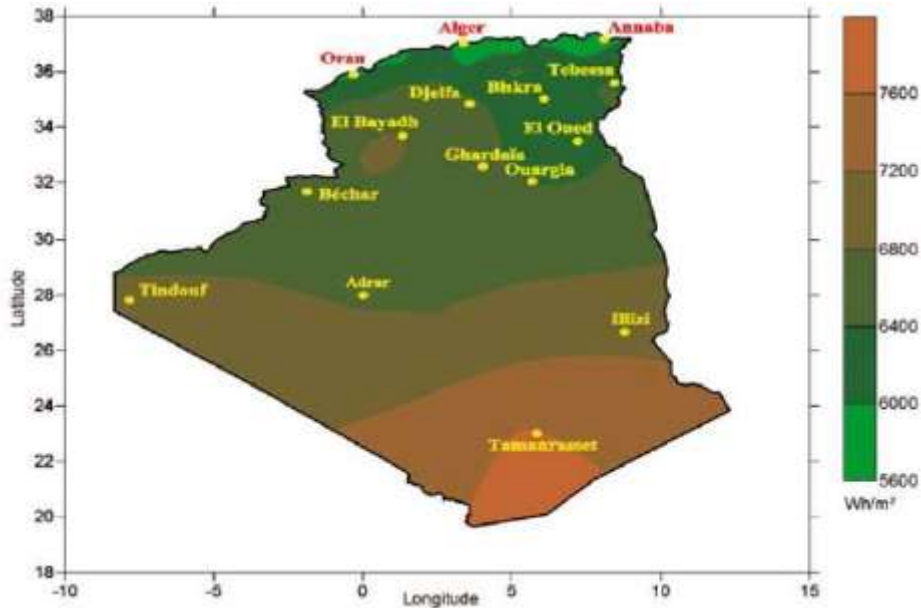 38
36
34
32
30
28
26
24
22
20
18
Latitude
Alger
Annaba
Oran
Tebessa
Djelfa
Biskra
El Bayadh
El Oued
Ghardaïa
Ouargla
Béchar
Tindouf
Adrar
Illizi
Tamanrasset
-10 -5 0 5 10 15
Longitude
7600
7200
6800
6400
6000
5600
Wh/m²